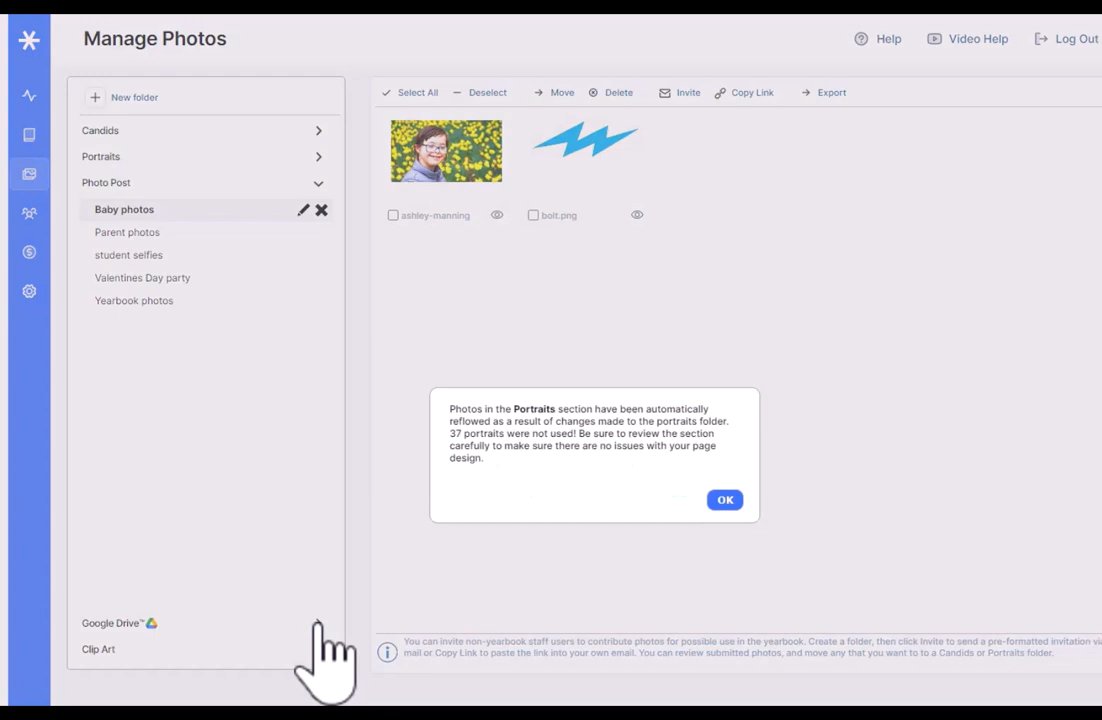 Manage Photos
Help
Video Help
Log Out
New folder
Candids
Portraits
Photo Post
Baby photos
Parent photos
student selfies
Valentines Day party
Yearbook photos
Google Drive™
Clip Art
Select All
Deselect
Move
Delete
Invite
Copy Link
Export
ashley-manning
bolt.png
Photos in the Portraits section have been automatically
reflowed as a result of changes made to the portraits folder.
37 portraits were not used! Be sure to review the section
carefully to make sure there are no issues with your page
design.
OK
You can invite non-yearbook staff users to contribute photos for possible use in the yearbook. Create a folder, then click Invite to send a pre-formatted invitation via
mail or Copy Link to paste the link into your own email. You can review submitted photos, and move any that you want to to a Candids or Portraits folder.